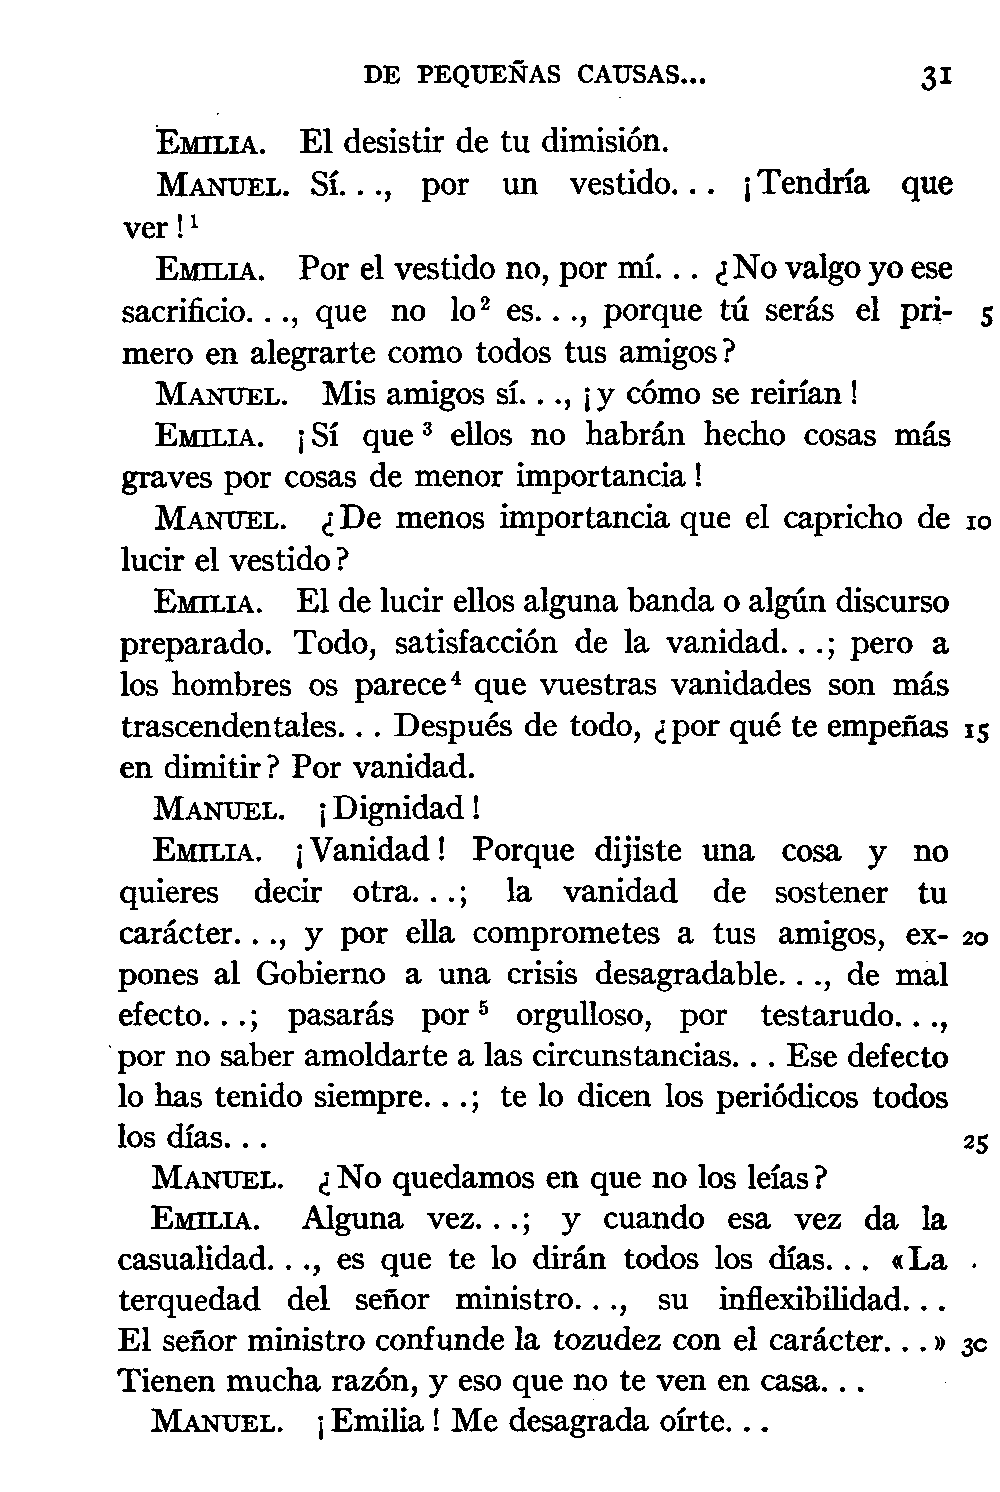 DE PEQUEÑAS CAUSAS... 31
EMILIA. El desistir de tu dimisión.
MANUEL. Sí. . ., por un vestido. . . ¡Tendría que
ver!¹
EMILIA. Por el vestido no, por mí. . . ¿No valgo yo ese
sacrificio. . ., que no lo² es. . ., porque tú serás el pri- 5
mero en alegrarte como todos tus amigos?
MANUEL. Mis amigos sí. . ., ¡y cómo se reirían!
EMILIA. ¡Sí que³ ellos no habrán hecho cosas más
graves por cosas de menor importancia!
MANUEL. ¿De menos importancia que el capricho de 10
lucir el vestido?
EMILIA. El de lucir ellos alguna banda o algún discurso
preparado. Todo, satisfacción de la vanidad. . .; pero a
los hombres os parece⁴ que vuestras vanidades son más
trascendentales. . . Después de todo, ¿por qué te empeñas 15
en dimitir? Por vanidad.
MANUEL. ¡Dignidad!
EMILIA. ¡Vanidad! Porque dijiste una cosa y no
quieres decir otra. . .; la vanidad de sostener tu
carácter. . ., y por ella comprometes a tus amigos, ex- 20
pones al Gobierno a una crisis desagradable. . ., de mal
efecto. . .; pasarás por⁵ orgulloso, por testarudo. . .,
por no saber amoldarte a las circunstancias. . . Ese defecto
lo has tenido siempre. . .; te lo dicen los periódicos todos
los días. . . 25
MANUEL. ¿No quedamos en que no los leías?
EMILIA. Alguna vez. . .; y cuando esa vez da la
casualidad. . ., es que te lo dirán todos los días. . . «La
terquedad del señor ministro. . ., su inflexibilidad. . .
El señor ministro confunde la tozudez con el carácter. . .» 30
Tienen mucha razón, y eso que no te ven en casa. . .
MANUEL. ¡Emilia! Me desagrada oírte. . .